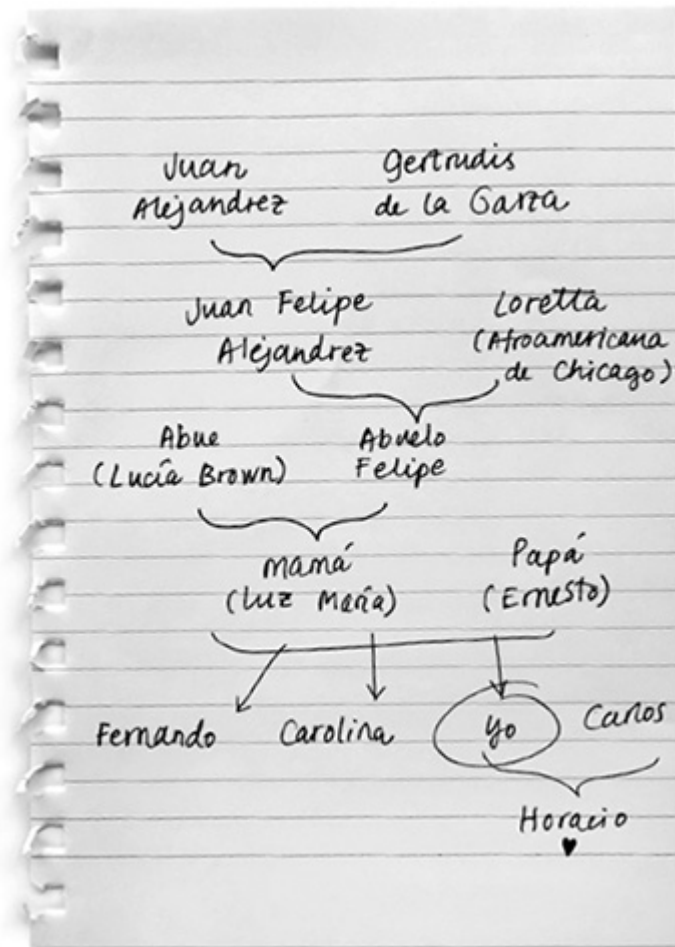 Juan Gertrudis
Alejandrez de la Garza
Juan Felipe Loretta
Alejandrez (Afroamericana
de Chicago)
Abue Abuelo
(Lucía Brown) Felipe
Mamá Papá
(Luz María) (Ernesto)
Fernando Carolina yo Carlos
Horacio